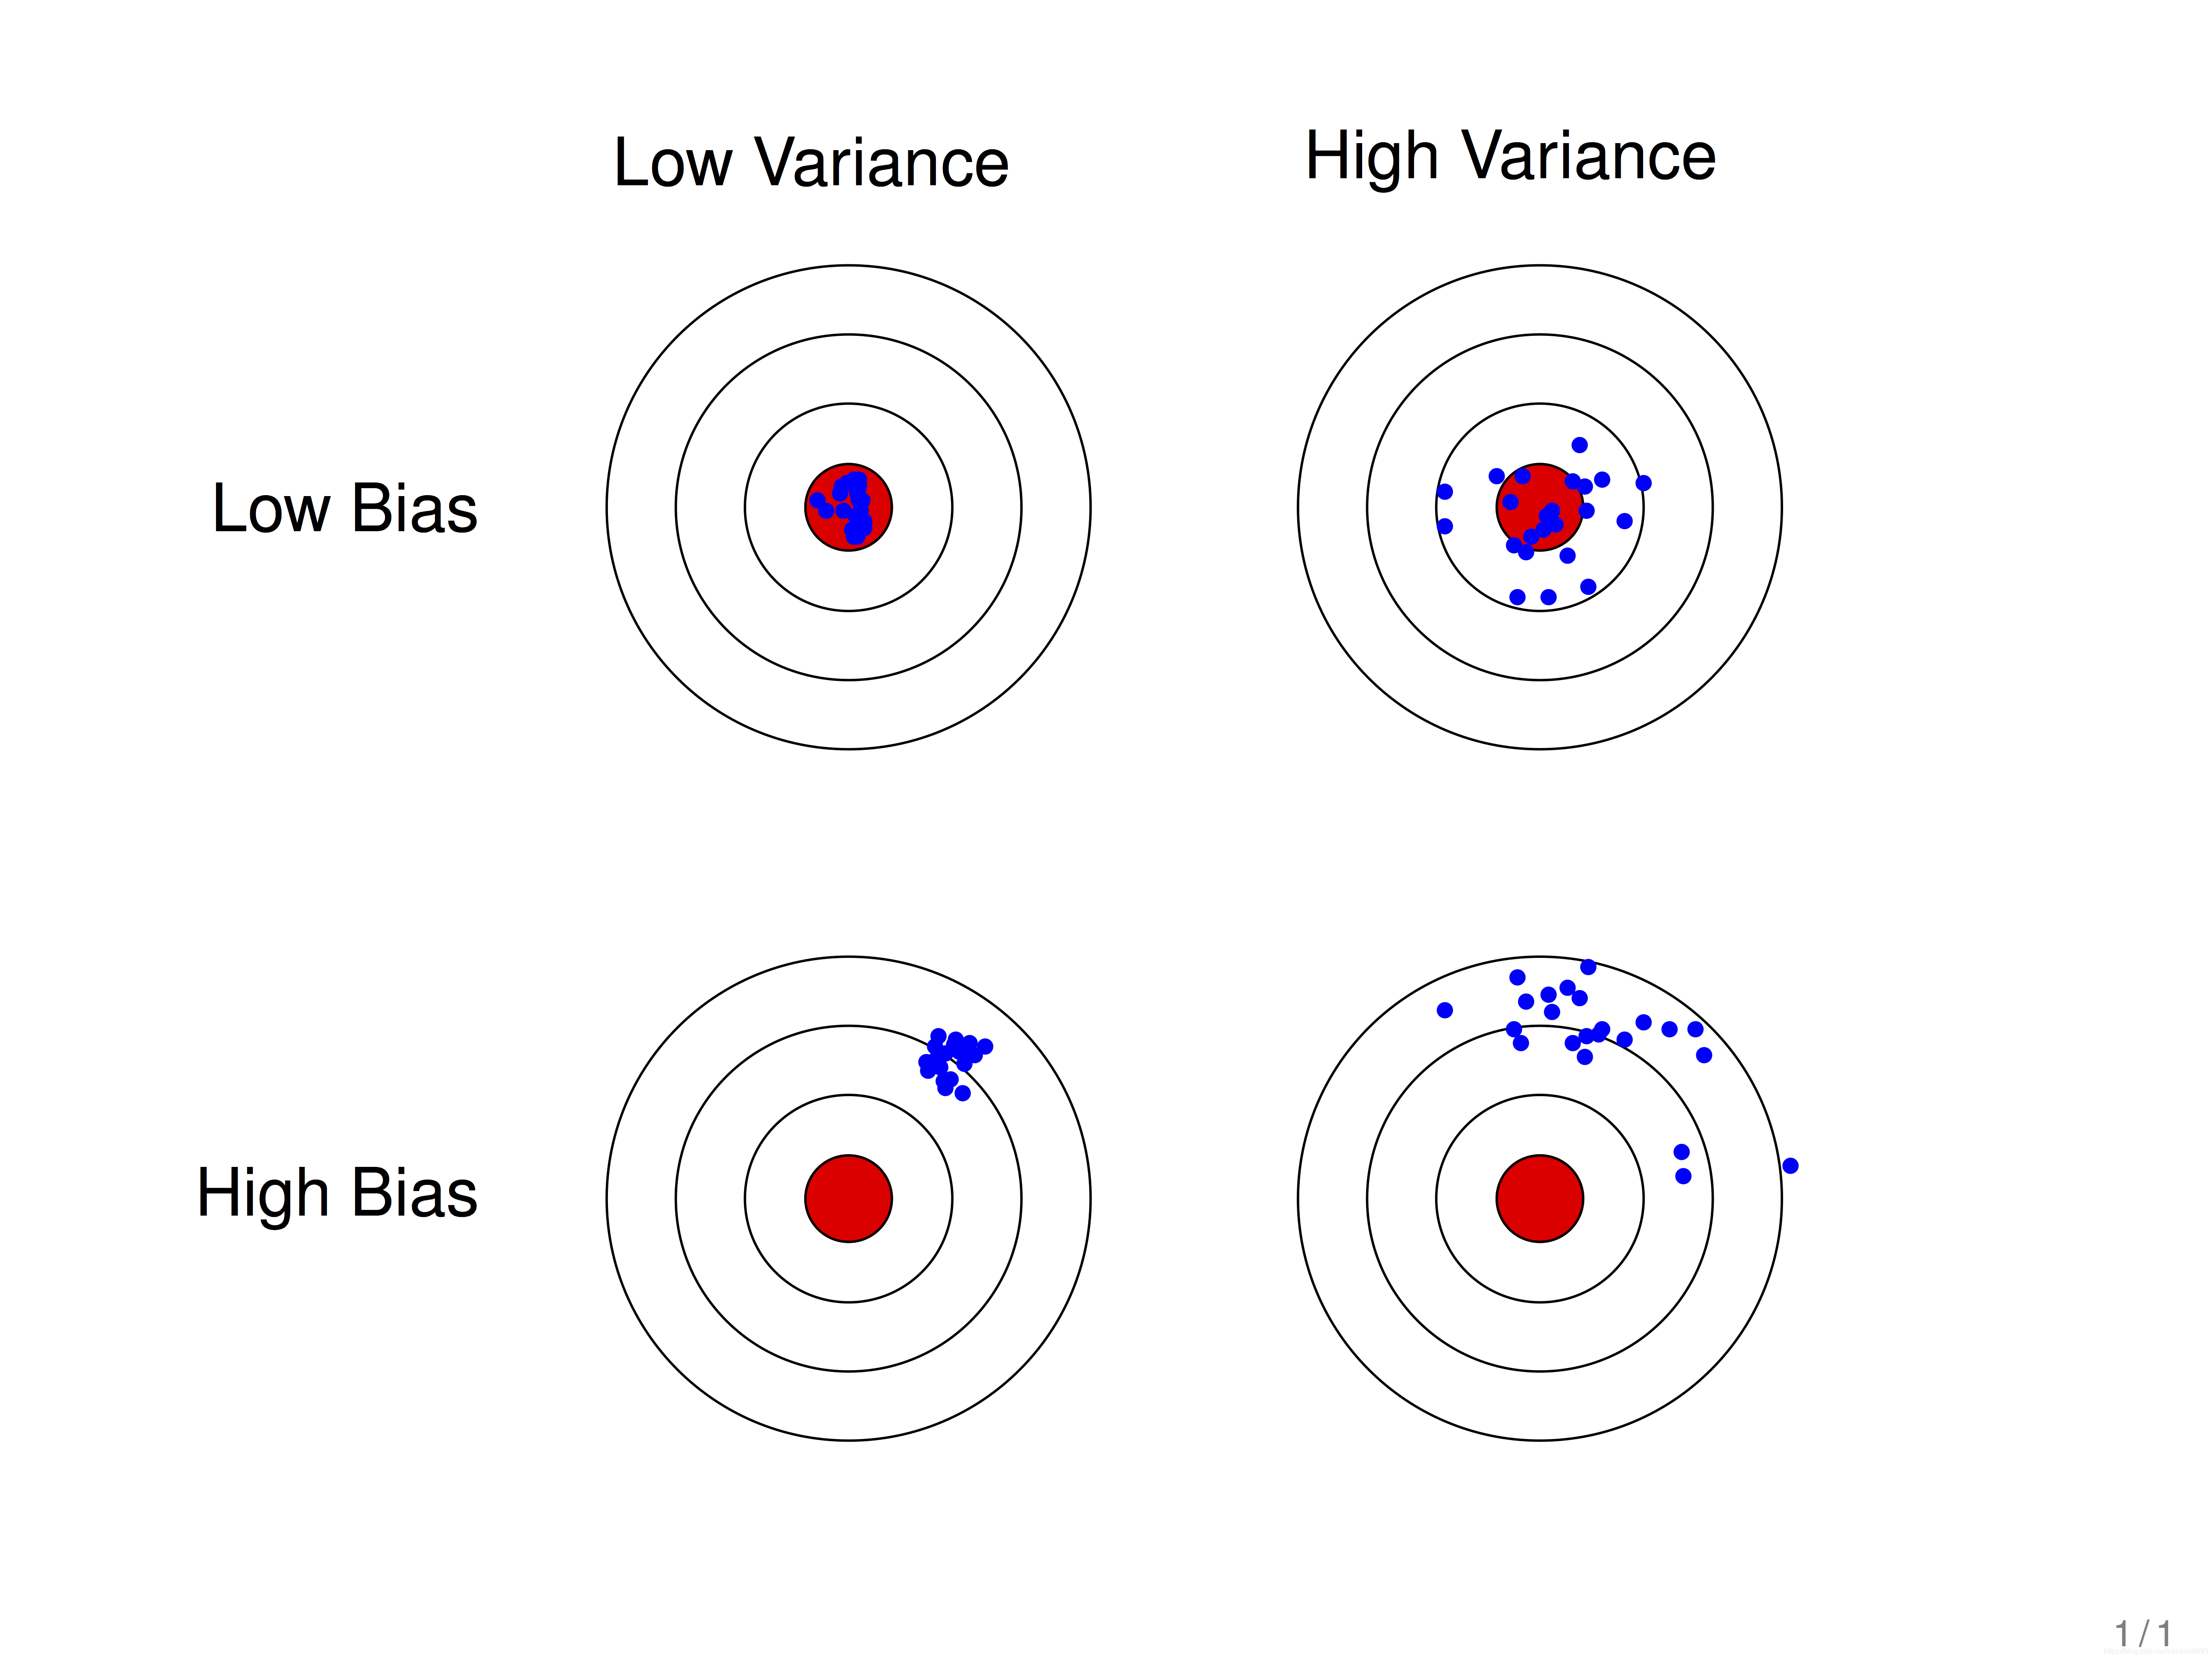 Low Variance
High Variance
Low Bias
High Bias
1/1